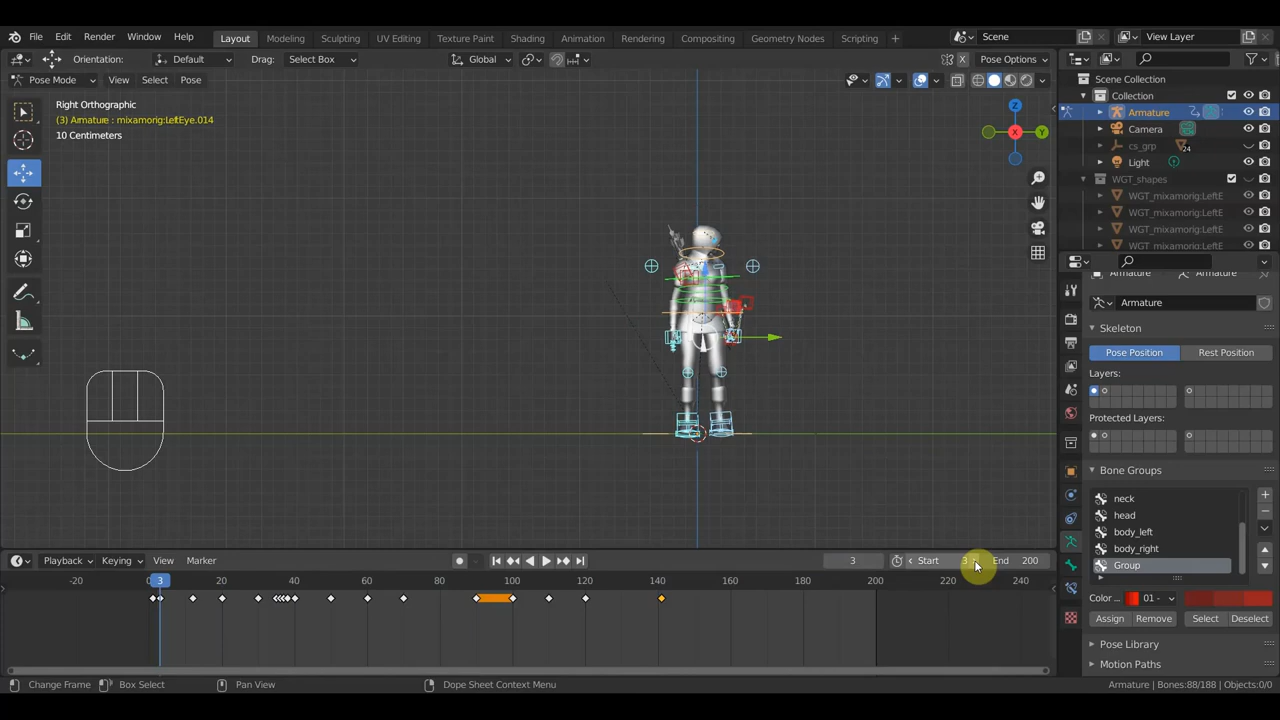 File Edit Render Window Help Layout Modeling Sculpting UV Editing Texture Paint Shading Animation Rendering Compositing Geometry Nodes Scripting + Scene View Layer
Orientation: Default Drag: Select Box Global Pose Options
Pose Mode View Select Pose
Right Orthographic
(3) Armature : mixamorig:LeftEye.014
10 Centimeters
Z
Y
X
Scene Collection
Collection
Armature
Camera
cs_grp 24
Light
WGT_shapes
WGT_mixamorig:LeftE
WGT_mixamorig:LeftE
WGT_mixamorig:LeftE
WGT_mixamorig:LeftE
Armature Armature
Armature
Skeleton
Pose Position Rest Position
Layers:
Protected Layers:
Bone Groups
neck
head
body_left
body_right
Group
Color ... 01 -
Assign Remove Select Deselect
Pose Library
Motion Paths
Playback Keying View Marker 3 Start 3 End 200
-20 0 3 20 40 60 80 100 120 140 160 180 200 220 240
Change Frame Box Select Pan View Dope Sheet Context Menu Armature | Bones:88/188 | Objects:0/0